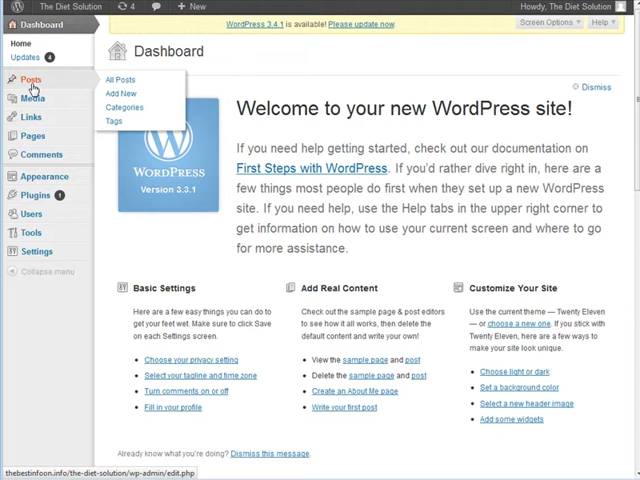 The Diet Solution
4
New
Howdy, The Diet Solution
Dashboard
WordPress 3.4.1 is available! Please update now.
Screen Options
Help
Home
Updates 4
Dashboard
Posts
All Posts
Add New
Categories
Tags
Media
Links
Pages
Comments
Appearance
Plugins 1
Users
Tools
Settings
Collapse menu
Dismiss
WORDPRESS
Version 3.3.1
Welcome to your new WordPress site!
If you need help getting started, check out our documentation on
First Steps with WordPress. If you'd rather dive right in, here are a
few things most people do first when they set up a new WordPress
site. If you need help, use the Help tabs in the upper right corner to
get information on how to use your current screen and where to go
for more assistance.
Basic Settings
Here are a few easy things you can do to
get your feet wet. Make sure to click Save
on each Settings screen.
Choose your privacy setting
Select your tagline and time zone
Turn comments on or off
Fill in your profile
Add Real Content
Check out the sample page & post editors
to see how it all works, then delete the
default content and write your own!
View the sample page and post
Delete the sample page and post
Create an About Me page
Write your first post
Customize Your Site
Use the current theme — Twenty Eleven
— or choose a new one. If you stick with
Twenty Eleven, here are a few ways to
make your site look unique.
Choose light or dark
Set a background color
Select a new header image
Add some widgets
Already know what you're doing? Dismiss this message.
thebestinfoon.info/the-diet-solution/wp-admin/edit.php